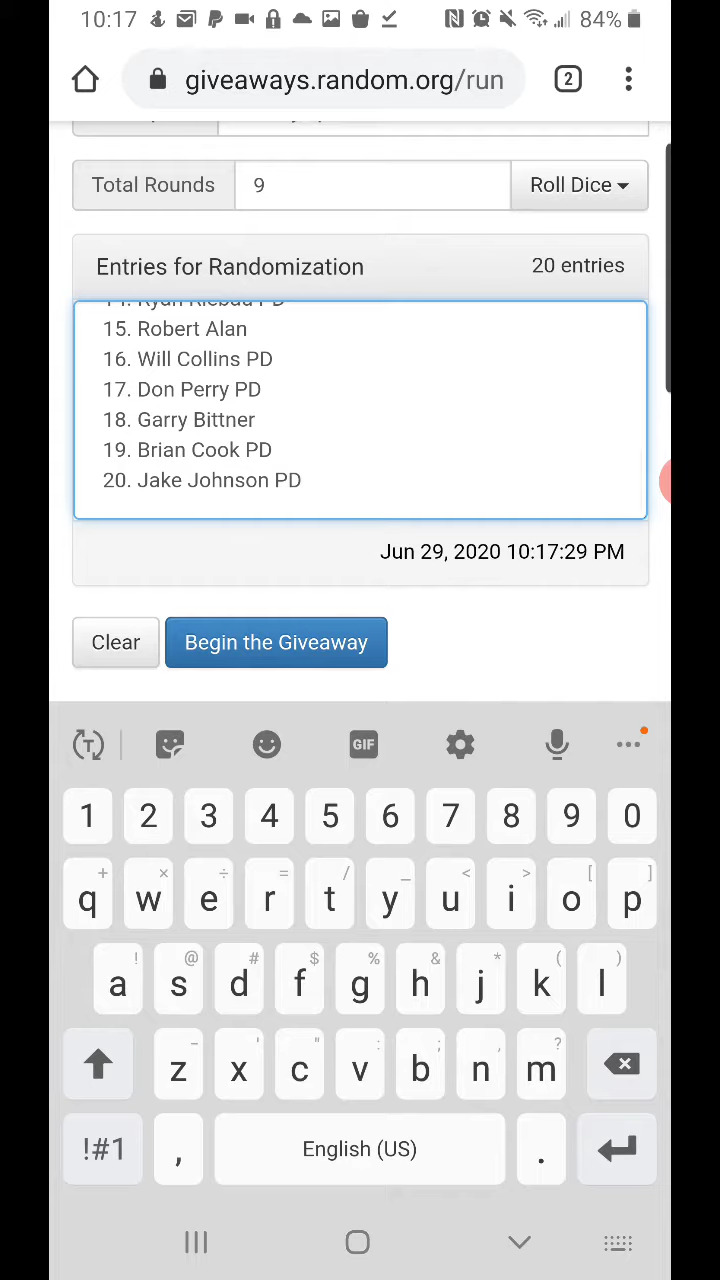 10:17
84%
giveaways.random.org/run
2
Total Rounds
9
Roll Dice
Entries for Randomization
20 entries
15. Robert Alan
16. Will Collins PD
17. Don Perry PD
18. Garry Bittner
19. Brian Cook PD
20. Jake Johnson PD
Jun 29, 2020 10:17:29 PM
Clear
Begin the Giveaway
T
GIF
1 2 3 4 5 6 7 8 9 0
+ × ÷ = / _ < > [ ]
q w e r t y u i o p
! @ # $ % & * ( )
a s d f g h j k l
- ' " : ; , ?
z x c v b n m
!#1 , English (US) .